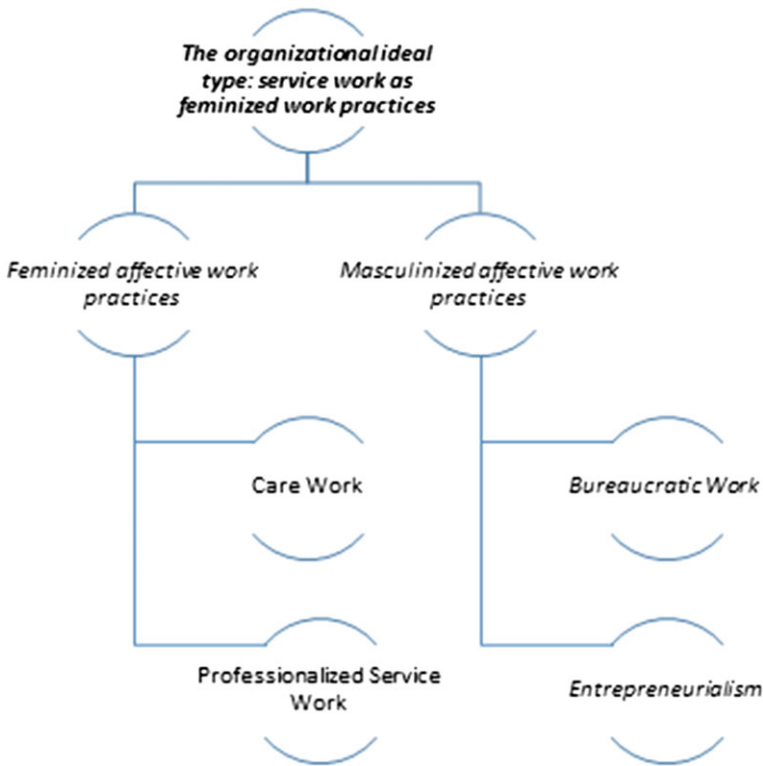 The organizational ideal
type: service work as
feminized work practices
Feminized affective work
practices
Masculinized affective work
practices
Care Work
Bureaucratic Work
Professionalized Service
Work
Entrepreneurialism